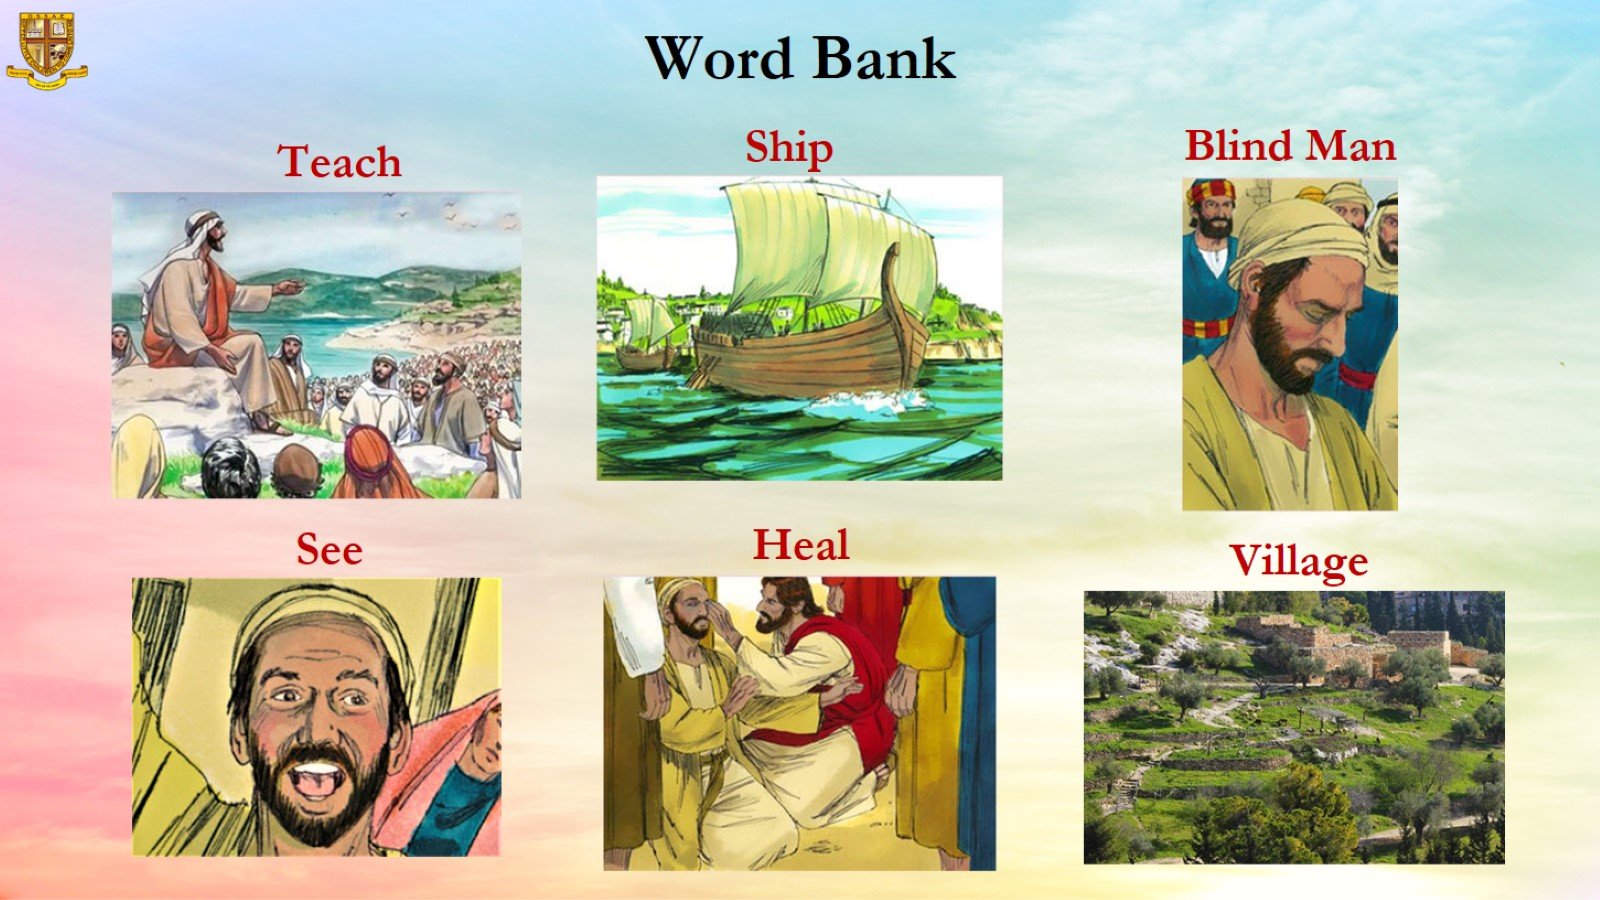 Word Bank
Teach
Ship
Blind Man
See
Heal
Village